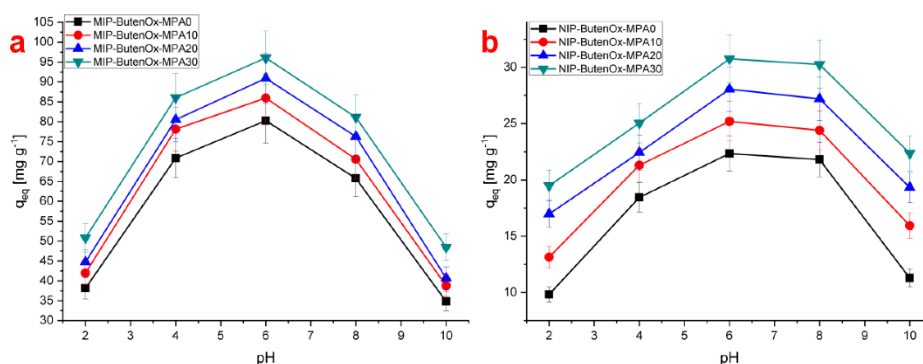 a
MIP-ButenOx-MPA0
MIP-ButenOx-MPA10
MIP-ButenOx-MPA20
MIP-ButenOx-MPA30
105
100
95
90
85
80
75
70
65
60
55
50
45
40
35
30
q eq [mg g-1]
2 3 4 5 6 7 8 9 10
pH
b
NIP-ButenOx-MPA0
NIP-ButenOx-MPA10
NIP-ButenOx-MPA20
NIP-ButenOx-MPA30
30
25
20
15
10
q eq [mg g-1]
2 3 4 5 6 7 8 9 10
pH